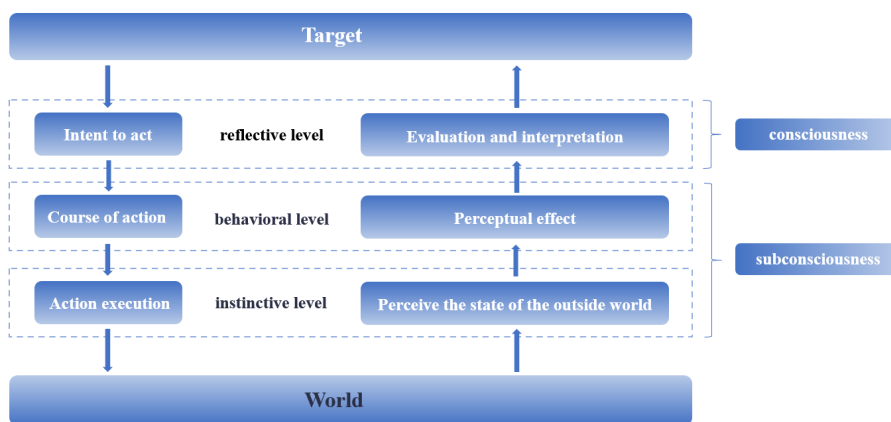 Target
Intent to act
reflective level
Evaluation and interpretation
consciousness
Course of action
behavioral level
Perceptual effect
subconsciousness
Action execution
instinctive level
Perceive the state of the outside world
World